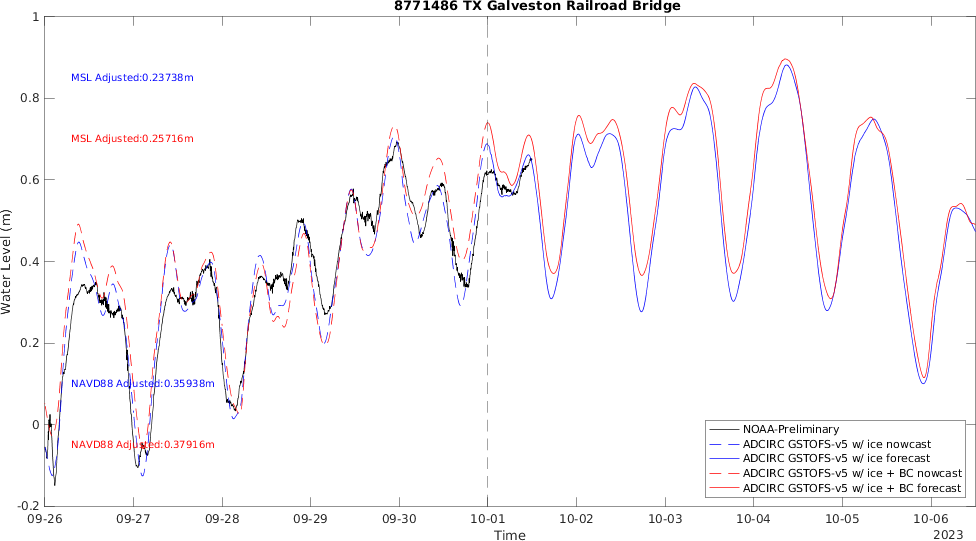 8771486 TX Galveston Railroad Bridge
1
0.8
0.6
0.4
0.2
0
-0.2
Water Level (m)
MSL Adjusted:0.23738m
MSL Adjusted:0.25716m
NAVD88 Adjusted:0.35938m
NAVD88 Adjusted:0.37916m
NOAA-Preliminary
ADCIRC GSTOFS-v5 w/ ice nowcast
ADCIRC GSTOFS-v5 w/ ice forecast
ADCIRC GSTOFS-v5 w/ ice + BC nowcast
ADCIRC GSTOFS-v5 w/ ice + BC forecast
09-26 09-27 09-28 09-29 09-30 10-01 10-02 10-03 10-04 10-05 10-06
Time
2023